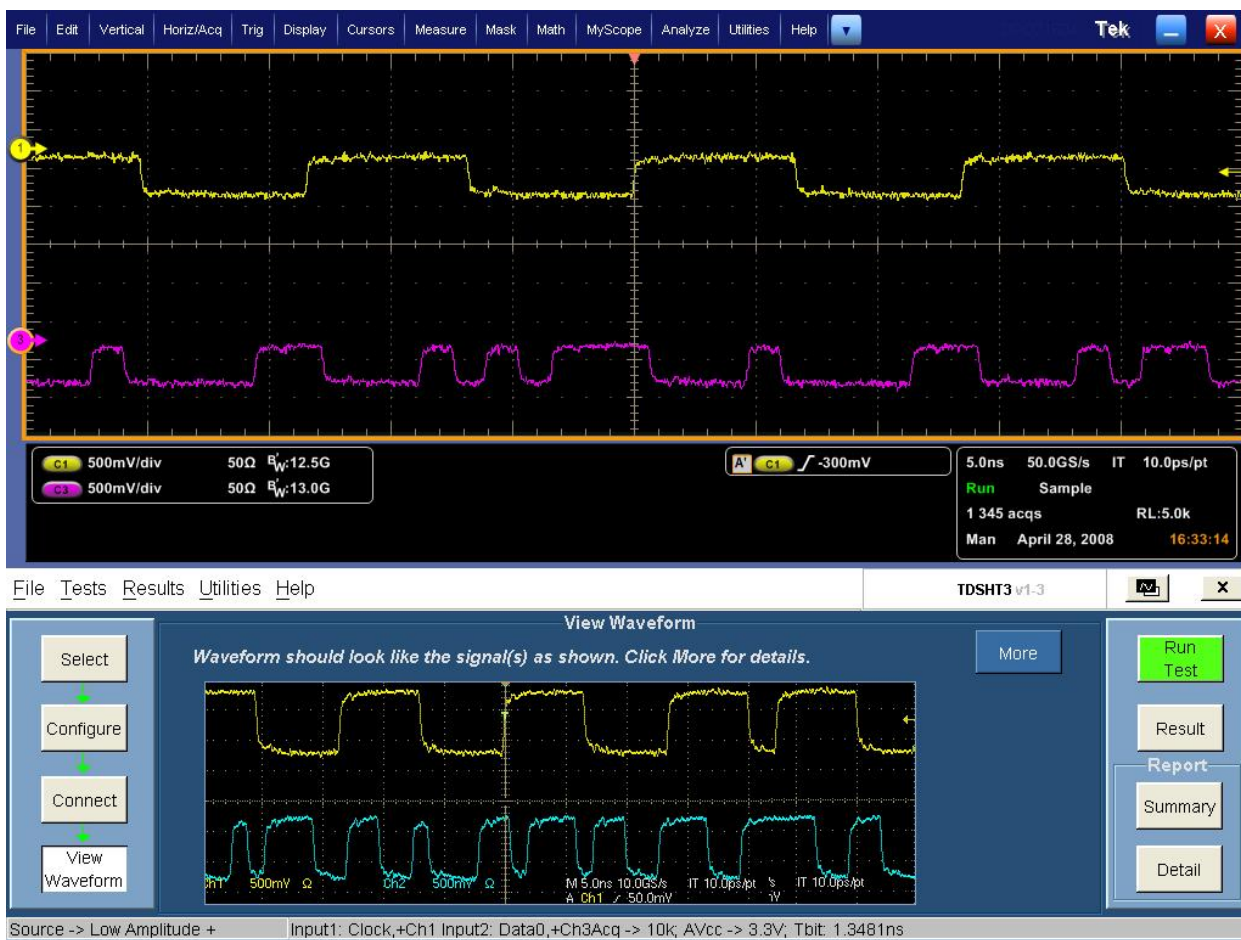 File Edit Vertical Horiz/Acq Trig Display Cursors Measure Mask Math MyScope Analyze Utilities Help Tek X
1
3
C1 500mV/div 50Ω B'W:12.5G
C3 500mV/div 50Ω B'W:13.0G
A' C1 -300mV
5.0ns 50.0GS/s IT 10.0ps/pt
Run Sample
1 345 acqs RL:5.0k
Man April 28, 2008 16:33:14
File Tests Results Utilities Help TDSHT3 v1-3 x
View Waveform
Select
Configure
Connect
View
Waveform
Waveform should look like the signal(s) as shown. Click More for details.
More
Ch1 500mV Ω Ch2 500mV Ω M 5.0ns 10.0GS/s IT 10.0ps/pt IT 10.0ps/pt
A Ch1 50.0mV
Run
Test
Result
Report
Summary
Detail
Source -> Low Amplitude + Input1: Clock,+Ch1 Input2: Data0,+Ch3Acq -> 10k; AVcc -> 3.3V; Tbit: 1.3481ns